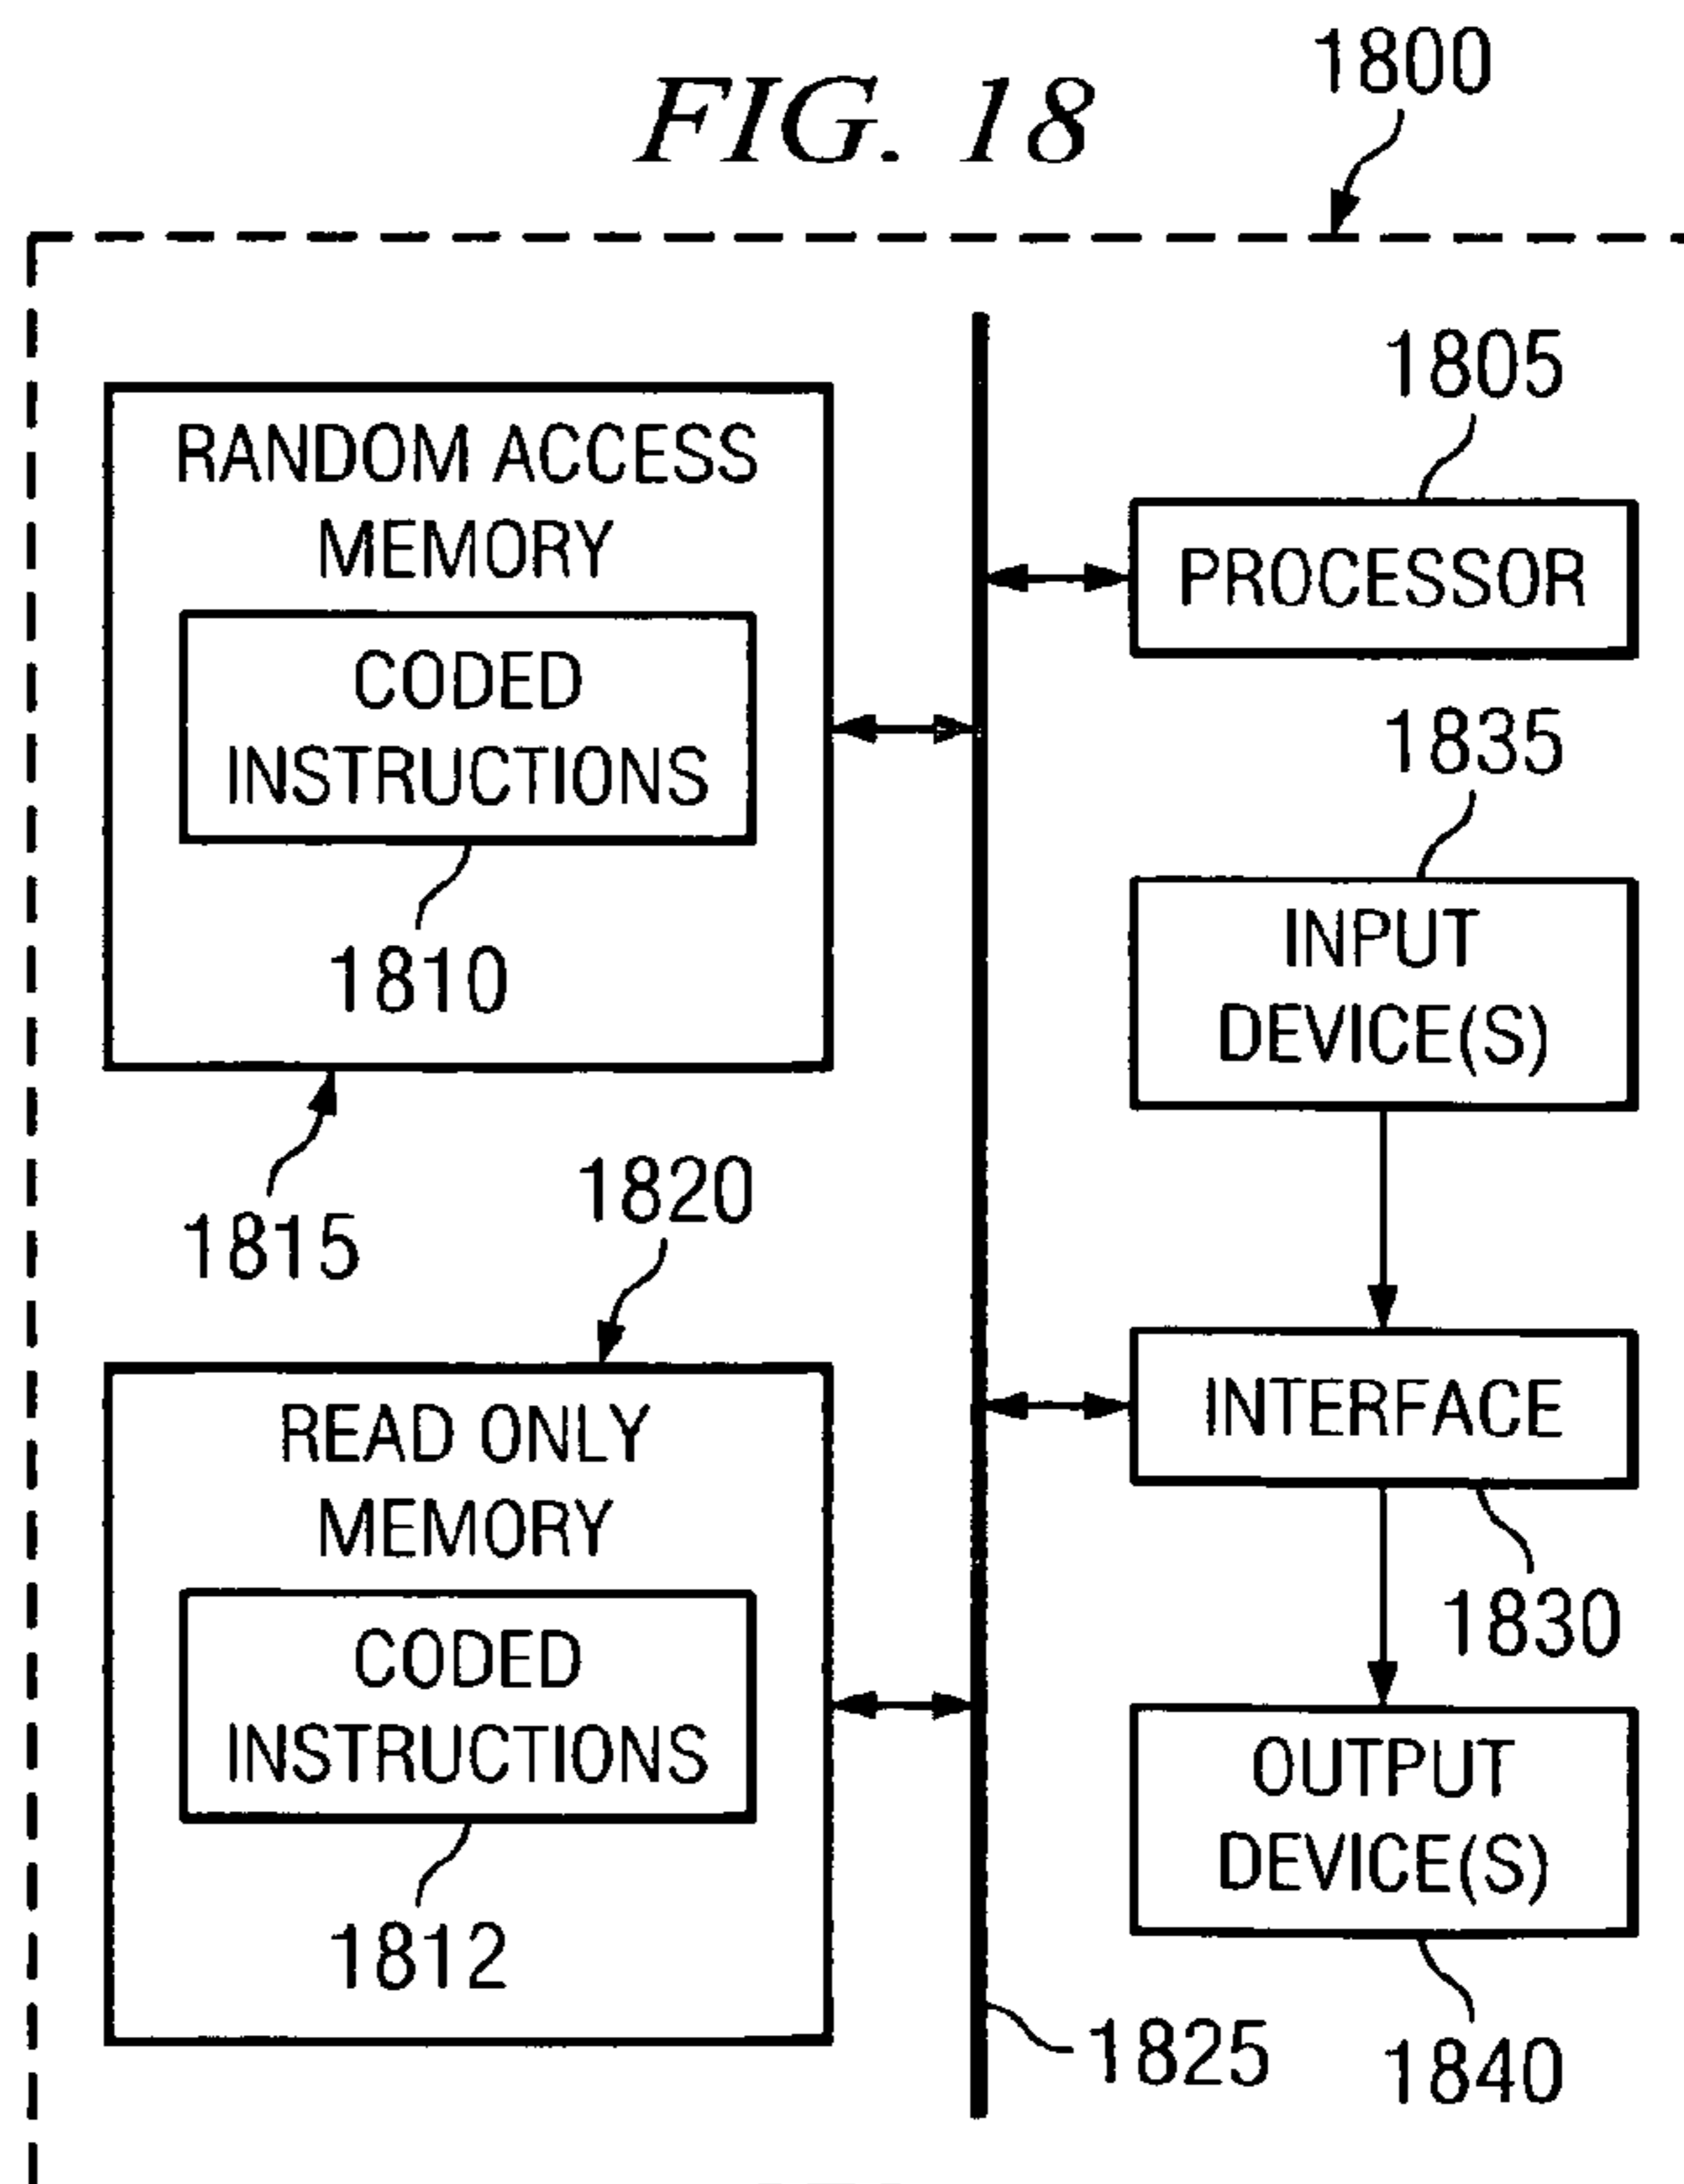 FIG. 18
1800
RANDOM ACCESS
MEMORY
CODED
INSTRUCTIONS
1810
1815
1820
READ ONLY
MEMORY
CODED
INSTRUCTIONS
1812
1805
PROCESSOR
1835
INPUT
DEVICE(S)
INTERFACE
1830
OUTPUT
DEVICE(S)
1825
1840